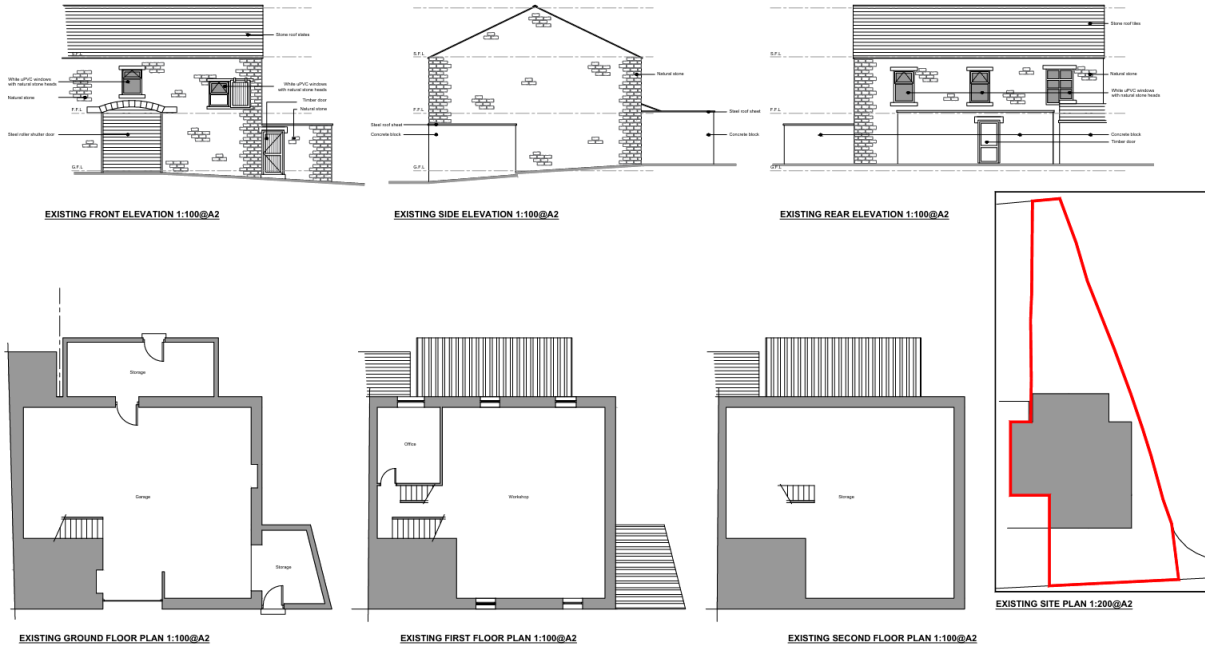 Stone roof slates
S.F.L
White uPVC windows
with natural stone heads
Natural stone
F.F.L
Steel roller shutter door
G.F.L
White uPVC windows
with natural stone heads
Timber door
Natural stone
EXISTING FRONT ELEVATION 1:100@A2
S.F.L
Natural stone
F.F.L
Steel roof sheet
Concrete block
Steel roof sheet
Concrete block
G.F.L
EXISTING SIDE ELEVATION 1:100@A2
Stone roof tiles
S.F.L
Natural stone
White uPVC windows
with natural stone heads
F.F.L
Concrete block
Timber door
G.F.L
EXISTING REAR ELEVATION 1:100@A2
Storage
Garage
Storage
EXISTING GROUND FLOOR PLAN 1:100@A2
Office
Workshop
EXISTING FIRST FLOOR PLAN 1:100@A2
Storage
EXISTING SECOND FLOOR PLAN 1:100@A2
EXISTING SITE PLAN 1:200@A2